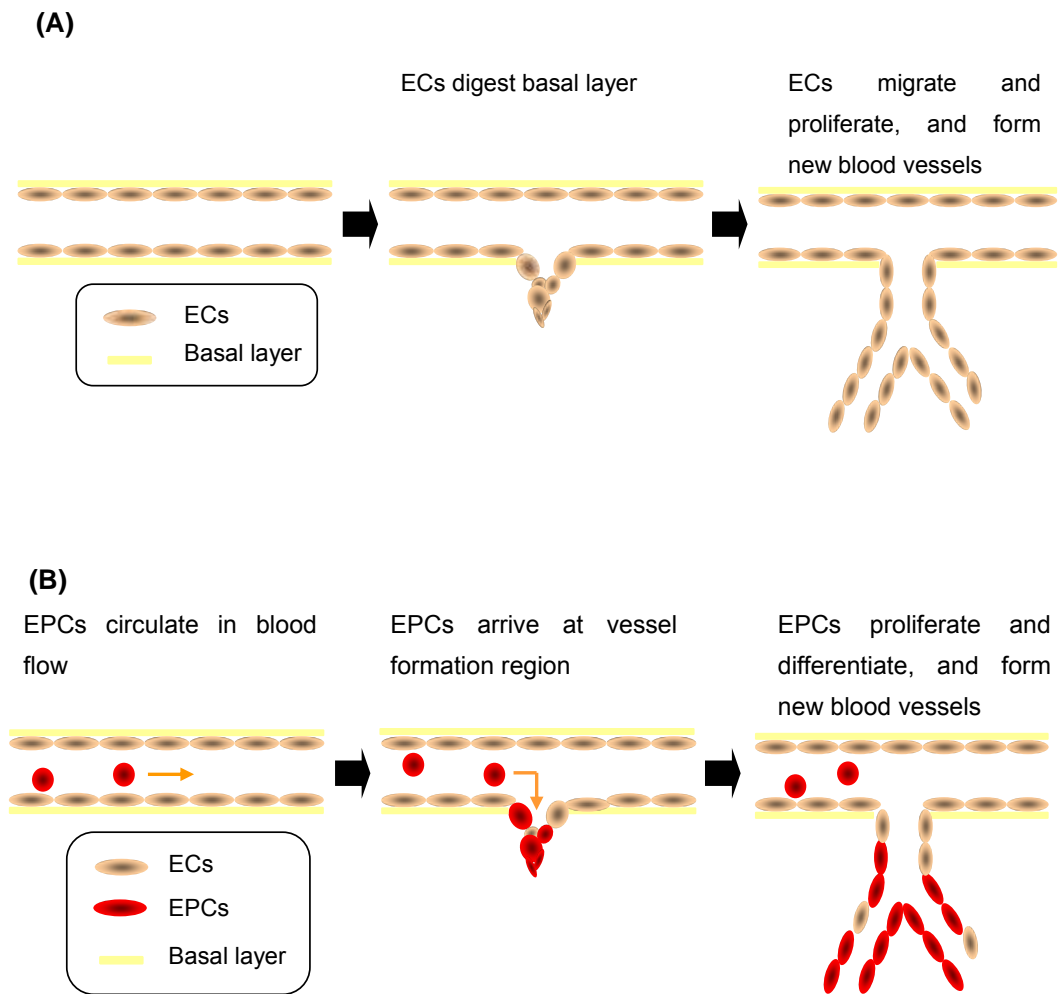 (A)
ECs digest basal layer
ECs migrate and
proliferate, and form
new blood vessels
ECs
Basal layer
(B)
EPCs circulate in blood
flow
EPCs arrive at vessel
formation region
EPCs proliferate and
differentiate, and form
new blood vessels
ECs
EPCs
Basal layer